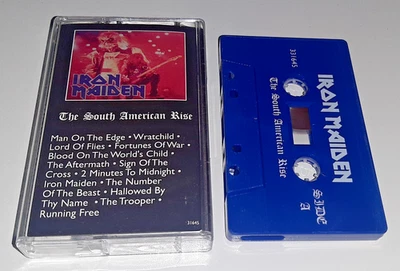 IRON
MAIDEN
The South American Rise
Man On The Edge • Wratchild •
Lord Of Flies • Fortunes Of War •
Blood On The World's Child •
The Aftermath • Sign Of The
Cross • 2 Minutes To Midnight •
Iron Maiden • The Number
Of The Beast • Hallowed By
Thy Name • The Trooper •
Running Free
31645
IRON MAIDEN
SIDE
A
The South American Rise
331645